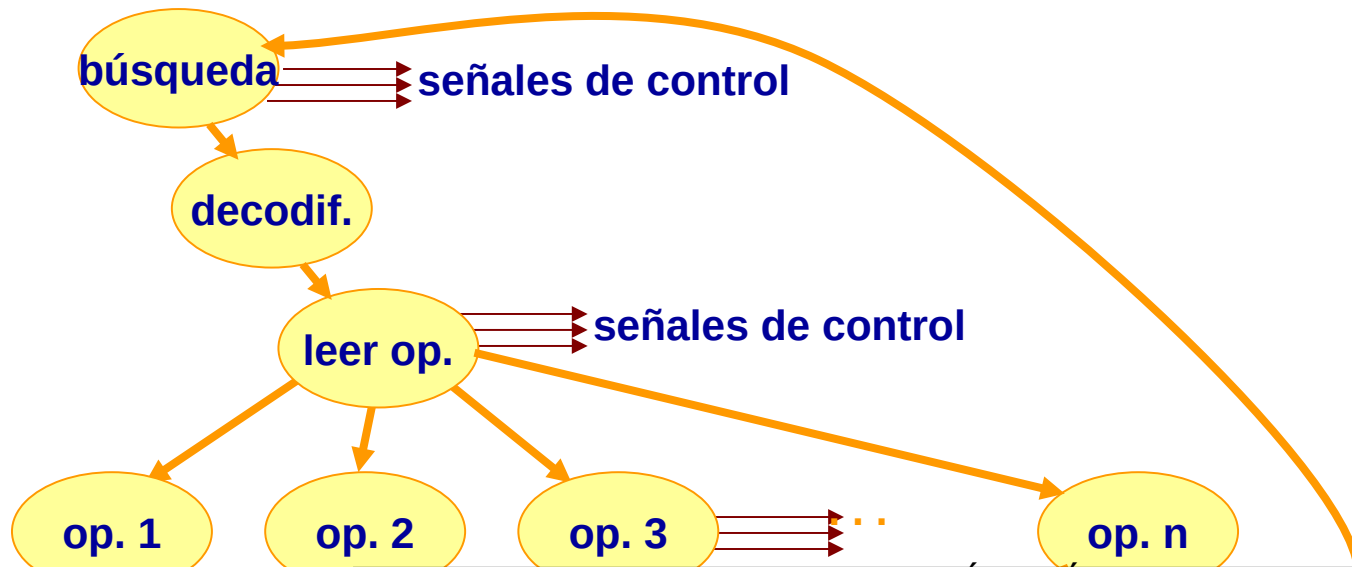 búsqueda
señales de control
decodif.
leer op.
señales de control
op. 1
op. 2
op. 3
. . .
op. n